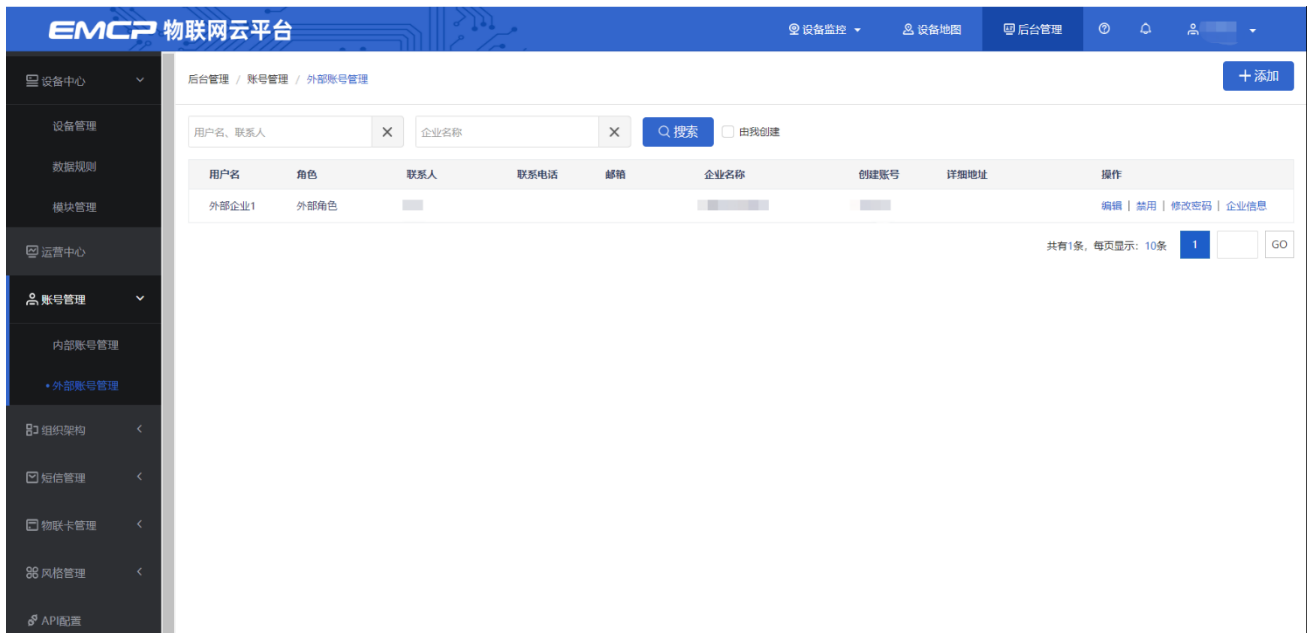 EMCP 物联网云平台 设备监控 设备地图 后台管理
设备中心
设备管理
数据规则
模块管理
运营中心
账号管理
内部账号管理
•外部账号管理
组织架构
短信管理
物联卡管理
风格管理
API配置
后台管理 / 账号管理 / 外部账号管理 +添加
用户名、联系人 企业名称 搜索 由我创建
用户名 角色 联系人 联系电话 邮箱 企业名称 创建账号 详细地址 操作
外部企业1 外部角色 编辑 | 禁用 | 修改密码 | 企业信息
共有1条, 每页显示: 10条 1 GO